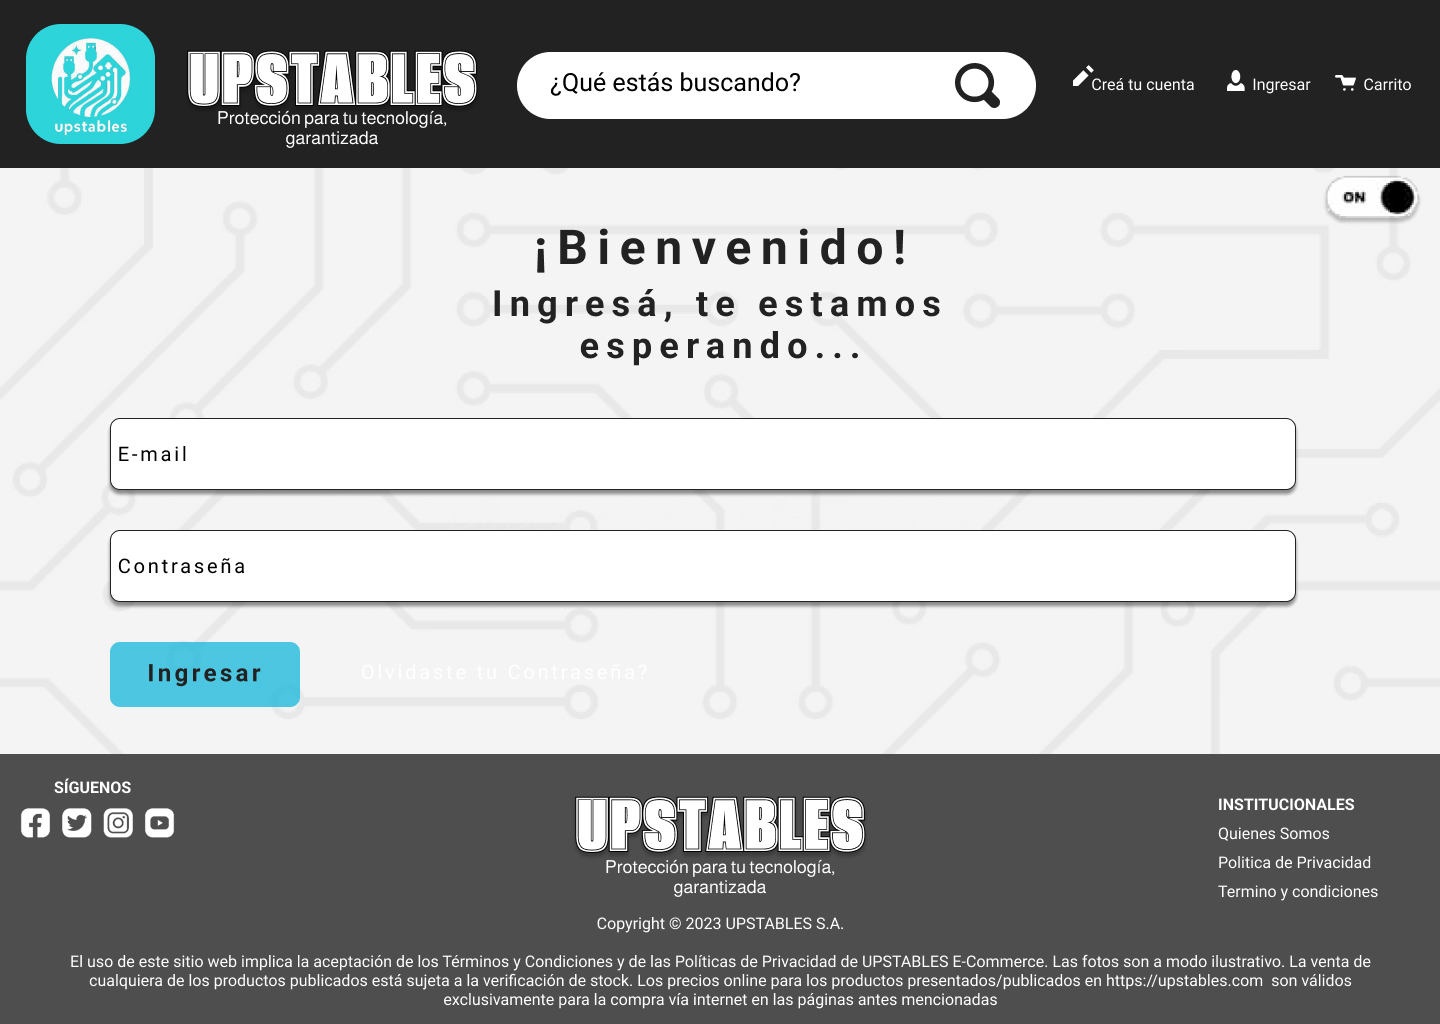 upstables
UPSTABLES
Protección para tu tecnología,
garantizada
¿Qué estás buscando?
Creá tu cuenta
Ingresar
Carrito
ON
¡Bienvenido!
Ingresá, te estamos
esperando...
E-mail
Contraseña
Ingresar
Olvidaste tu Contraseña?
SÍGUENOS
UPSTABLES
Protección para tu tecnología,
garantizada
Copyright © 2023 UPSTABLES S.A.
INSTITUCIONALES
Quienes Somos
Politica de Privacidad
Termino y condiciones
El uso de este sitio web implica la aceptación de los Términos y Condiciones y de las Políticas de Privacidad de UPSTABLES E-Commerce. Las fotos son a modo ilustrativo. La venta de
cualquiera de los productos publicados está sujeta a la verificación de stock. Los precios online para los productos presentados/publicados en https://upstables.com  son válidos
exclusivamente para la compra vía internet en las páginas antes mencionadas